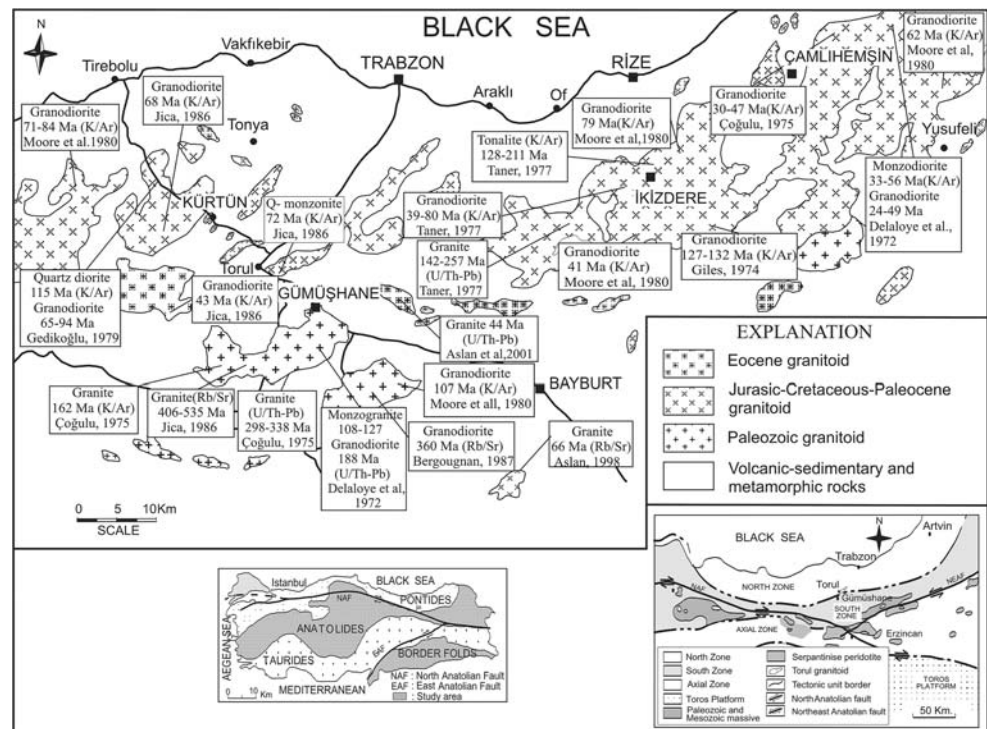 BLACK SEA
N
Tirebolu
Vakfıkebir
TRABZON
Araklı
Of
RİZE
ÇAMLIHEMŞİN
Yusufeli
Tonya
KÜRTÜN
Torul
GÜMÜŞHANE
İKİZDERE
BAYBURT
Granodiorite
71-84 Ma (K/Ar)
Moore et al.1980
Granodiorite
68 Ma (K/Ar)
Jica, 1986
Granodiorite
62 Ma (K/Ar)
Moore et al,
1980
Granodiorite
79 Ma(K/Ar)
Moore et al,1980
Granodiorite
30-47 Ma(K/Ar)
Çoğulu, 1975
Tonalite (K/Ar)
128-211 Ma
Taner, 1977
Monzodiorite
33-56 Ma(K/Ar)
Granodiorite
24-49 Ma
Delaloye et al.,
1972
Q- monzonite
72 Ma (K/Ar)
Jica, 1986
Granodiorite
39-80 Ma (K/Ar)
Taner, 1977
Granite
142-257 Ma
(U/Th-Pb)
Taner, 1977
Granodiorite
41 Ma (K/Ar)
Moore et al, 1980
Granodiorite
127-132 Ma (K/Ar)
Giles, 1974
Quartz diorite
115 Ma (K/Ar)
Granodiorite
65-94 Ma
Gedikoğlu, 1979
Granodiorite
43 Ma (K/Ar)
Jica, 1986
Granite 44 Ma
(U/Th-Pb)
Aslan et al,2001
Granodiorite
107 Ma (K/Ar)
Moore et all, 1980
Granite
162 Ma (K/Ar)
Çoğulu, 1975
Granite(Rb/Sr)
406-535 Ma
Jica, 1986
Granite
(U/Th-Pb)
298-338 Ma
Çoğulu, 1975
Monzogranite
108-127
Granodiorite
188 Ma
(U/Th-Pb)
Delaloye et al,
1972
Granodiorite
360 Ma (Rb/Sr)
Bergougnan, 1987
Granite
66 Ma (Rb/Sr)
Aslan, 1998
0 5 10Km
SCALE
EXPLANATION
Eocene granitoid
Jurasic-Cretaceous-Paleocene
granitoid
Paleozoic granitoid
Volcanic-sedimentary and
metamorphic rocks
Istanbul
BLACK SEA
NAF
PONTIDES
ANATOLIDES
AEGEAN SEA
TAURIDES
EAF
BORDER FOLDS
MEDITERRANEAN
0 10 Km
NAF : North Anatolian Fault
EAF : East Anatolian Fault
: Study area
BLACK SEA
N
Artvin
Trabzon
NORTH ZONE
Torul
NAF
NEAF
Gümüşhane
SOUTH
ZONE
AXIAL ZONE
Erzincan
TOROS
PLATFORM
50 Km.
North Zone
South Zone
Axial Zone
Toros Platform
Paleozoic and
Mesozoic massive
Serpantinise peridotite
Torul granitoid
Tectonic unit border
NorthAnatolian fault
Northeast Anatolian fault